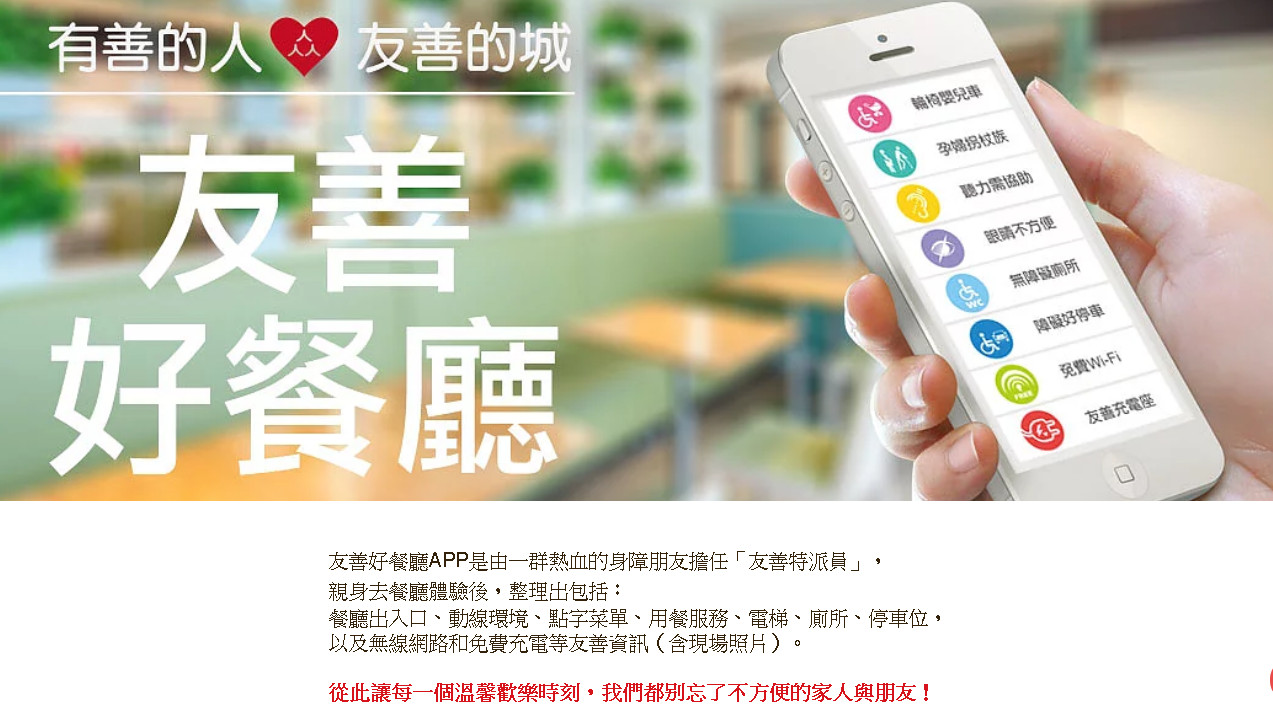 有善的人 友善的城
友善
好餐廳
輪椅嬰兒車
孕婦拐杖族
聽力需協助
眼睛不方便
無障礙廁所
WC
障礙好停車
免費Wi-Fi
FREE
友善充電座
友善好餐廳APP是由一群熱血的身障朋友擔任「友善特派員」，
親身去餐廳體驗後，整理出包括：
餐廳出入口、動線環境、點字菜單、用餐服務、電梯、廁所、停車位，
以及無線網路和免費充電等友善資訊（含現場照片）。
從此讓每一個溫馨歡樂時刻，我們都別忘了不方便的家人與朋友！